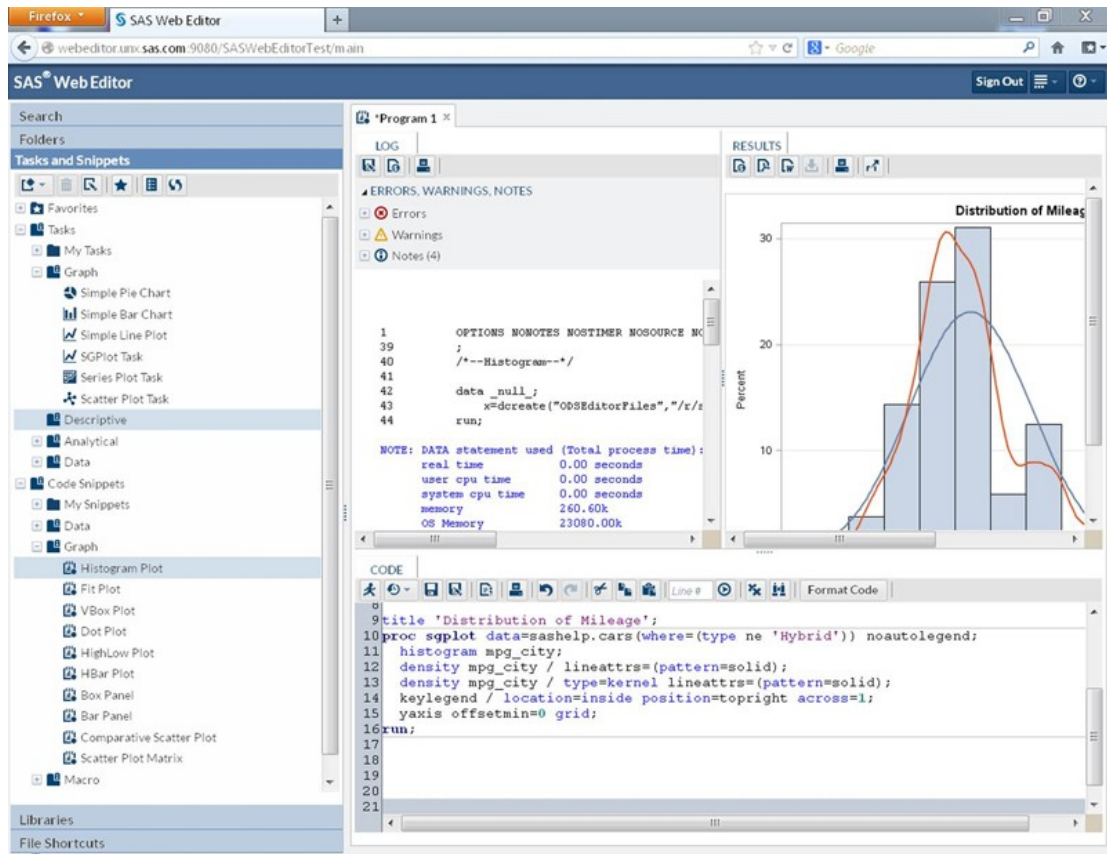 Firefox
SAS Web Editor
webeditor.unx.sas.com:9080/SASWebEditorTest/main
Google
SAS® Web Editor
Sign Out
Search
Folders
Tasks and Snippets
Favorites
Tasks
My Tasks
Graph
Simple Pie Chart
Simple Bar Chart
Simple Line Plot
SGPlot Task
Series Plot Task
Scatter Plot Task
Descriptive
Analytical
Data
Code Snippets
My Snippets
Data
Graph
Histogram Plot
Fit Plot
VBox Plot
Dot Plot
HighLow Plot
HBar Plot
Box Panel
Bar Panel
Comparative Scatter Plot
Scatter Plot Matrix
Macro
Libraries
File Shortcuts
*Program 1
LOG
ERRORS, WARNINGS, NOTES
Errors
Warnings
Notes (4)
1 OPTIONS NONOTES NOSTIMER NOSOURCE NO
39 ;
40 /*--Histogram--*/
41
42 data _null_;
43 x=dcreate("ODSEditorFiles","/r/s
44 run;
NOTE: DATA statement used (Total process time):
real time 0.00 seconds
user cpu time 0.00 seconds
system cpu time 0.00 seconds
memory 260.60k
OS Memory 23080.00k
RESULTS
Distribution of Mileag
30
20
10
Percent
CODE
Line #
Format Code
8
9 title 'Distribution of Mileage';
10 proc sgplot data=sashelp.cars(where=(type ne 'Hybrid')) noautolegend;
11 histogram mpg_city;
12 density mpg_city / lineattrs=(pattern=solid);
13 density mpg_city / type=kernel lineattrs=(pattern=solid);
14 keylegend / location=inside position=topright across=1;
15 yaxis offsetmin=0 grid;
16 run;
17
18
19
20
21